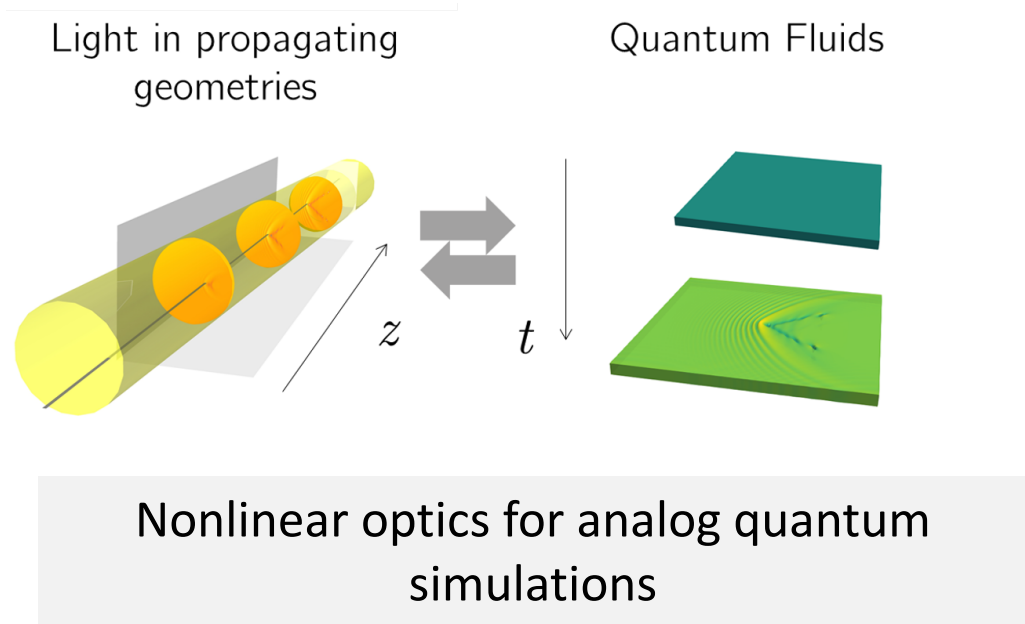 Light in propagating
geometries
Quantum Fluids
z
t
Nonlinear optics for analog quantum
simulations